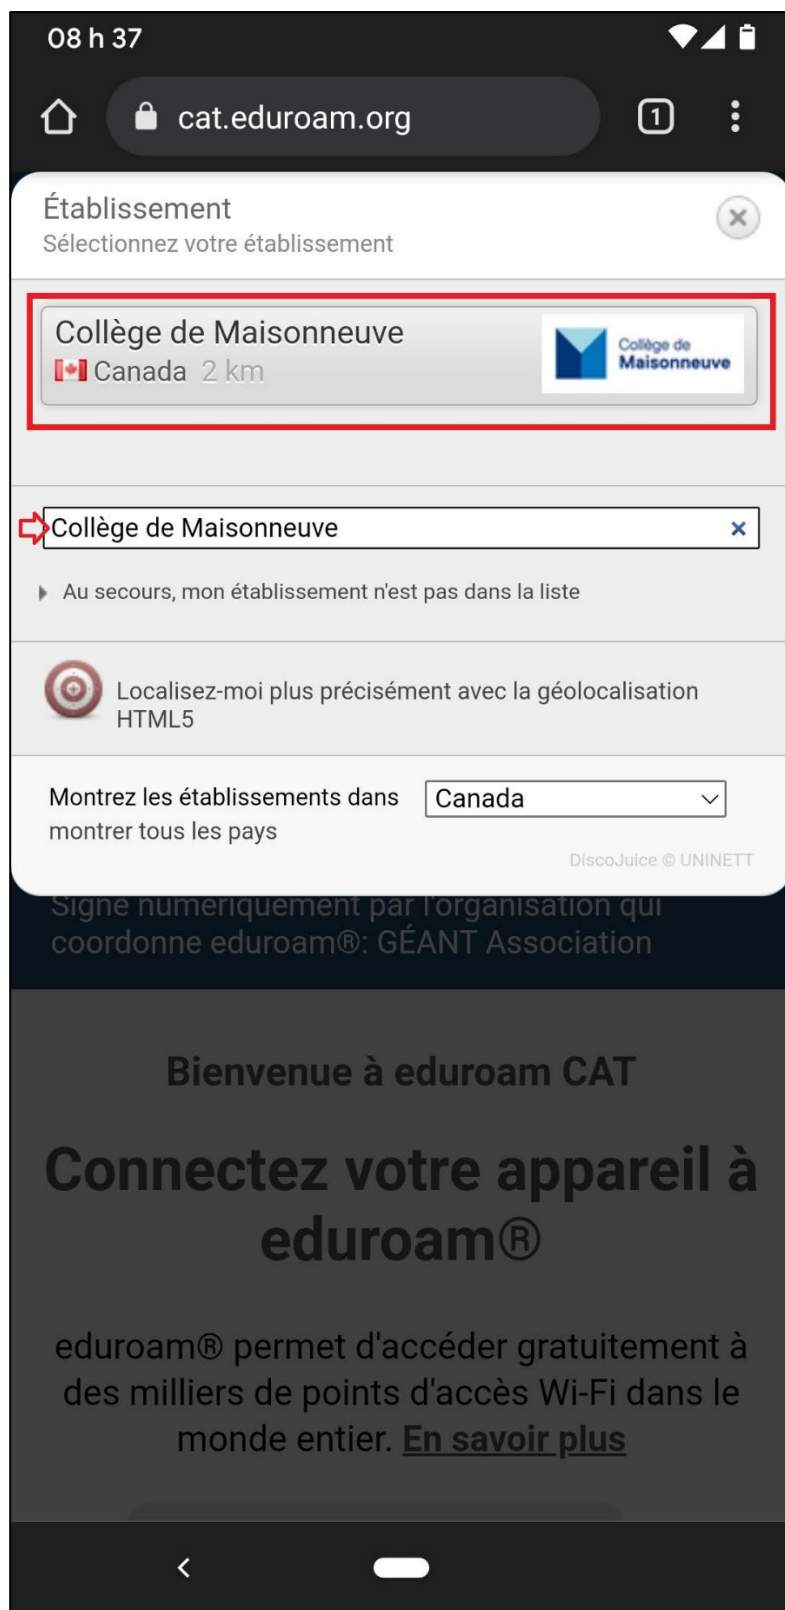 08 h 37
cat.eduroam.org
1
Établissement
Sélectionnez votre établissement
Collège de Maisonneuve
Canada 2 km
Collège de
Maisonneuve
Collège de Maisonneuve
Au secours, mon établissement n'est pas dans la liste
Localisez-moi plus précisément avec la géolocalisation
HTML5
Montrez les établissements dans Canada
montrer tous les pays
DiscoJuice © UNINETT
Signé numériquement par l'organisation qui
coordonne eduroam®: GÉANT Association
Bienvenue à eduroam CAT
Connectez votre appareil à
eduroam®
eduroam® permet d'accéder gratuitement à
des milliers de points d'accès Wi-Fi dans le
monde entier. En savoir plus